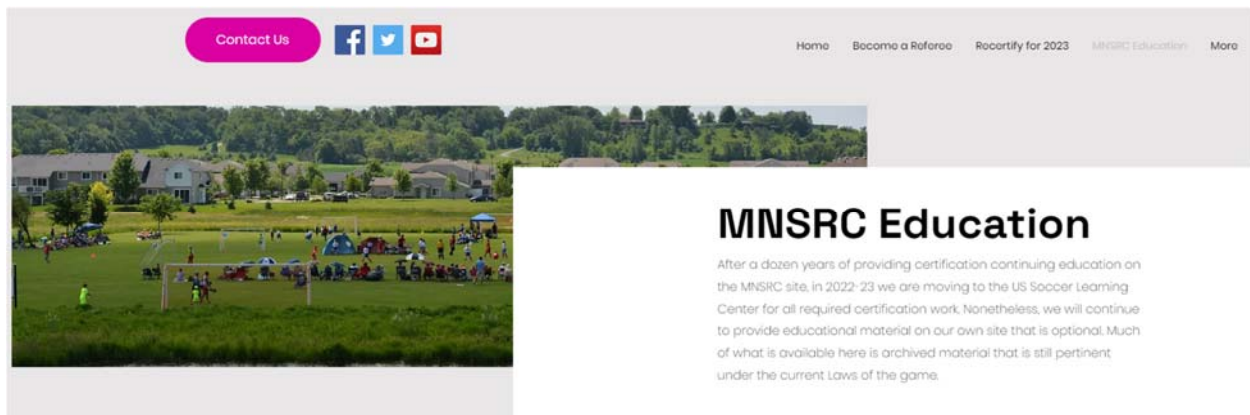 Contact Us
Home
Become a Referee
Recertify for 2023
MNSRC Education
More
MNSRC Education
After a dozen years of providing certification continuing education on
the MNSRC site, in 2022-23 we are moving to the US Soccer Learning
Center for all required certification work. Nonetheless, we will continue
to provide educational material on our own site that is optional. Much
of what is available here is archived material that is still pertinent
under the current Laws of the game.